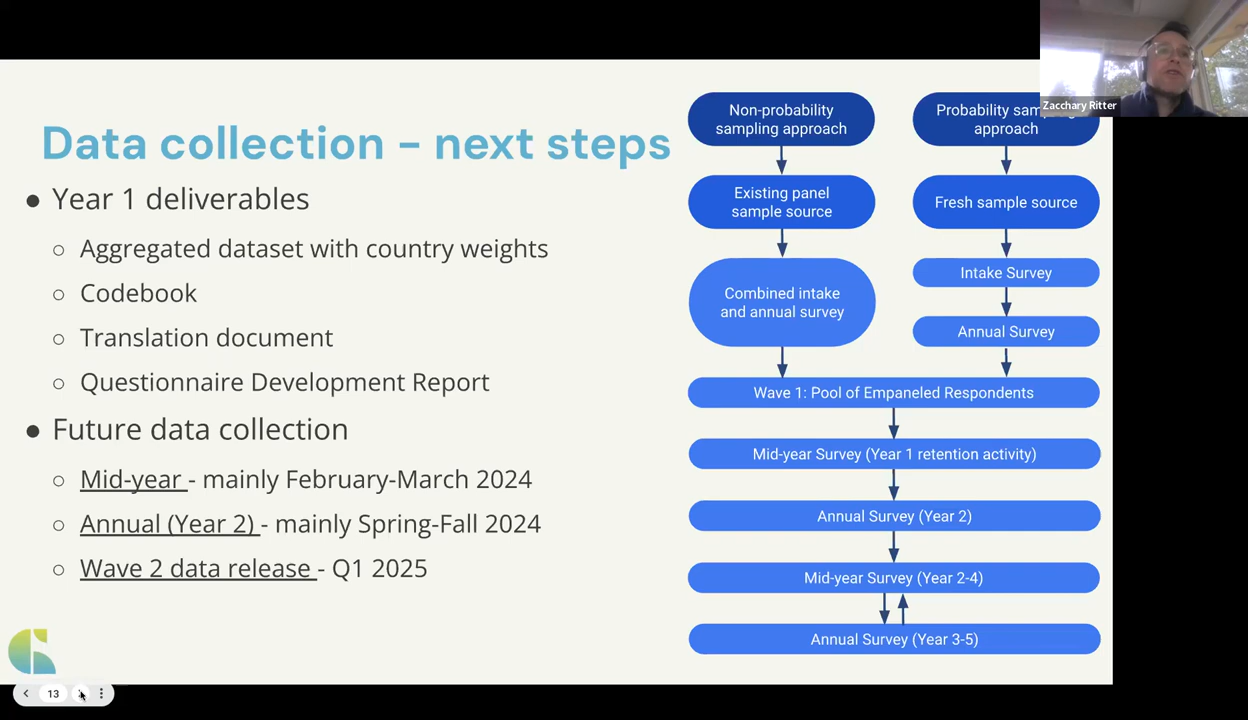 Data collection - next steps
● Year 1 deliverables
○ Aggregated dataset with country weights
○ Codebook
○ Translation document
○ Questionnaire Development Report
● Future data collection
○ Mid-year - mainly February-March 2024
○ Annual (Year 2) - mainly Spring-Fall 2024
○ Wave 2 data release - Q1 2025
Non-probability
sampling approach
Existing panel
sample source
Combined intake
and annual survey
Probability
approach
Fresh sample source
Intake Survey
Annual Survey
Wave 1: Pool of Empaneled Respondents
Mid-year Survey (Year 1 retention activity)
Annual Survey (Year 2)
Mid-year Survey (Year 2-4)
Annual Survey (Year 3-5)
Zacchary Ritter
13